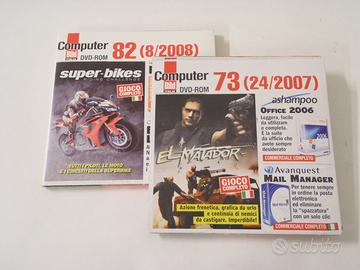 Computer
Bild
DVD-ROM
82 (8/2008)
super-bikes
RIDING CHALLENGE
GIOCO
COMPLETO
TUTTI I PILOTI, LE MOTO
E I CIRCUITI DELLA SUPERBIKE
Computer
Bild
DVD-ROM
73 (24/2007)
EL MATADOR
GIOCO
COMPLETO
Azione frenetica, grafica da urlo
e centinaia di nemici
da castigare. Imperdibile!
ashampoo
OFFICE 2006
Leggera, facile
da utilizzare
e completa.
È la suite
da ufficio che
avete sempre
desiderato
COMMERCIALE COMPLETO
Avanquest
MAIL MANAGER
Per tenere sempre
in ordine la posta
elettronica
ed eliminare
la "spazzatura"
con un solo clic
COMMERCIALE COMPLETO
subito